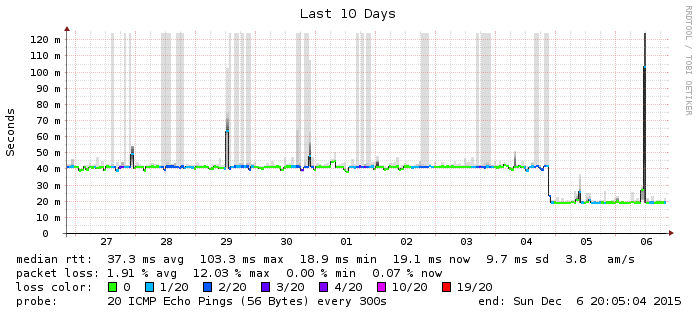 Last 10 Days
RRDTOOL / TOBI OETIKER
Seconds
120 m
110 m
100 m
90 m
80 m
70 m
60 m
50 m
40 m
30 m
20 m
10 m
0
27 28 29 30 01 02 03 04 05 06
median rtt: 37.3 ms avg 103.3 ms max 18.9 ms min 19.1 ms now 9.7 ms sd 3.8 am/s
packet loss: 1.91 % avg 12.03 % max 0.00 % min 0.07 % now
loss color: 0 1/20 2/20 3/20 4/20 10/20 19/20
probe: 20 ICMP Echo Pings (56 Bytes) every 300s end: Sun Dec 6 20:05:04 2015